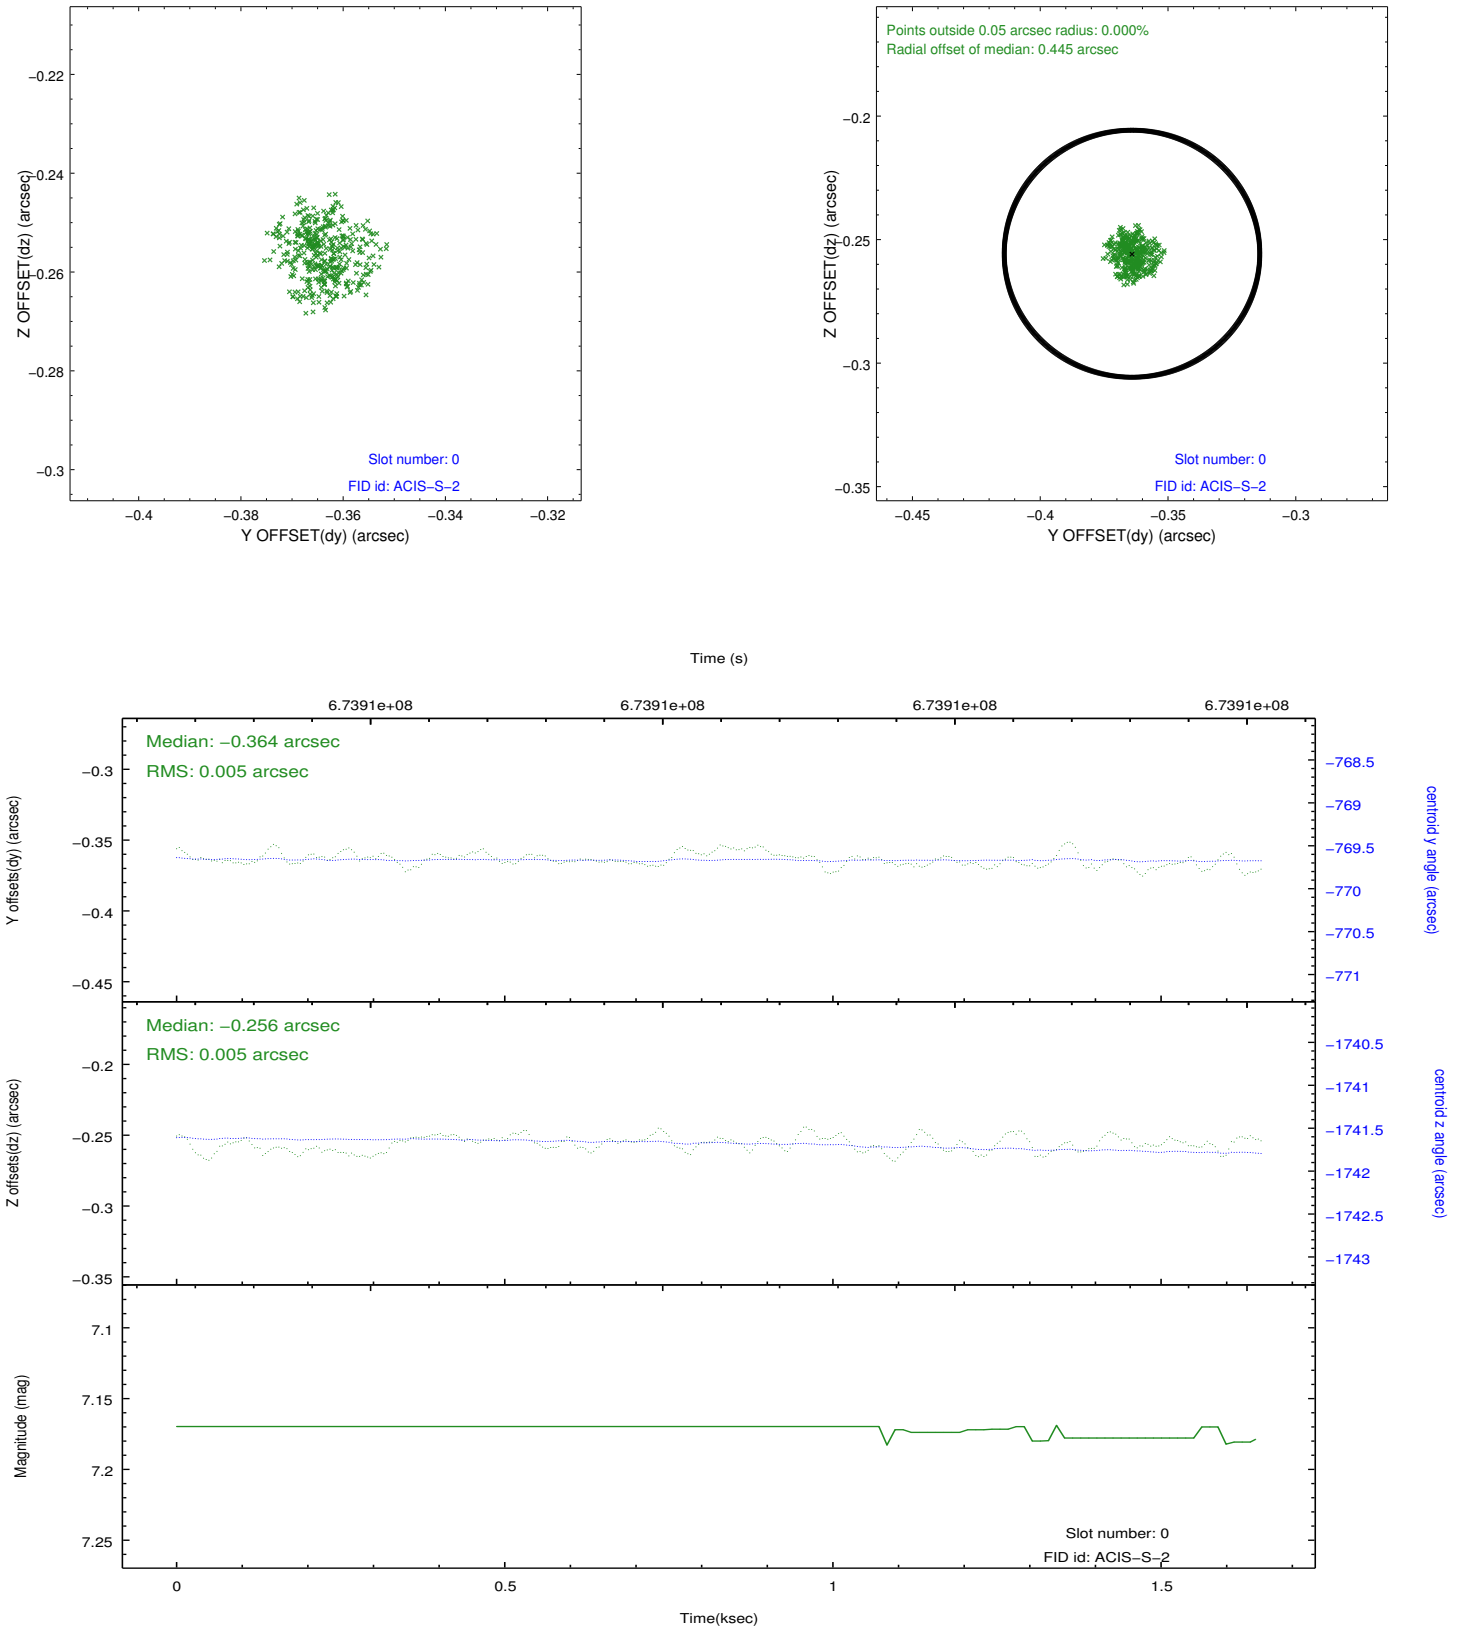 −0.22
−0.24
−0.26
−0.28
−0.3
Z OFFSET(dz) (arcsec)
Slot number: 0
FID id: ACIS−S−2
−0.4
−0.38
−0.36
−0.34
−0.32
Y OFFSET(dy) (arcsec)
Points outside 0.05 arcsec radius: 0.000%
Radial offset of median: 0.445 arcsec
−0.2
−0.25
−0.3
−0.35
Z OFFSET(dz) (arcsec)
Slot number: 0
FID id: ACIS−S−2
−0.45
−0.4
−0.35
−0.3
Y OFFSET(dy) (arcsec)
Time (s)
6.7391e+08
6.7391e+08
6.7391e+08
6.7391e+08
Median: −0.364 arcsec
RMS: 0.005 arcsec
−0.3
−0.35
−0.4
−0.45
Y offsets(dy) (arcsec)
−768.5
−769
−769.5
−770
−770.5
−771
centroid y angle (arcsec)
Median: −0.256 arcsec
RMS: 0.005 arcsec
−0.2
−0.25
−0.3
−0.35
Z offsets(dz) (arcsec)
−1740.5
−1741
−1741.5
−1742
−1742.5
−1743
centroid z angle (arcsec)
7.1
7.15
7.2
7.25
Magnitude (mag)
Slot number: 0
FID id: ACIS−S−2
0
0.5
1
1.5
Time(ksec)